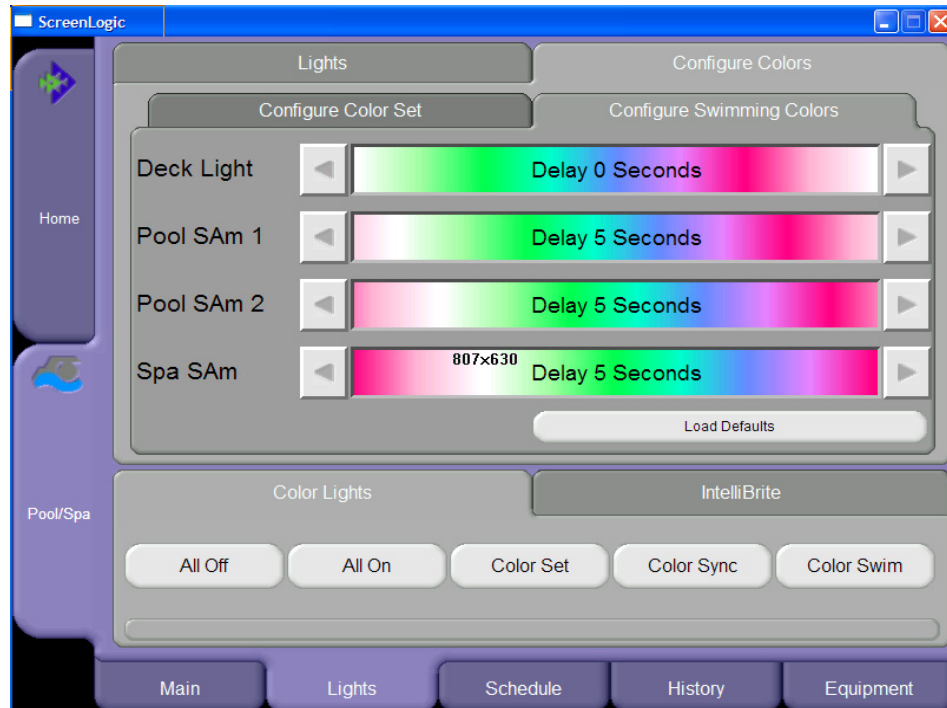 ScreenLogic
Lights
Configure Colors
Configure Color Set
Configure Swimming Colors
Home
Deck Light
Delay 0 Seconds
Pool SAm 1
Delay 5 Seconds
Pool SAm 2
Delay 5 Seconds
Spa SAm
807x630
Delay 5 Seconds
Load Defaults
Pool/Spa
Color Lights
IntelliBrite
All Off
All On
Color Set
Color Sync
Color Swim
Main
Lights
Schedule
History
Equipment